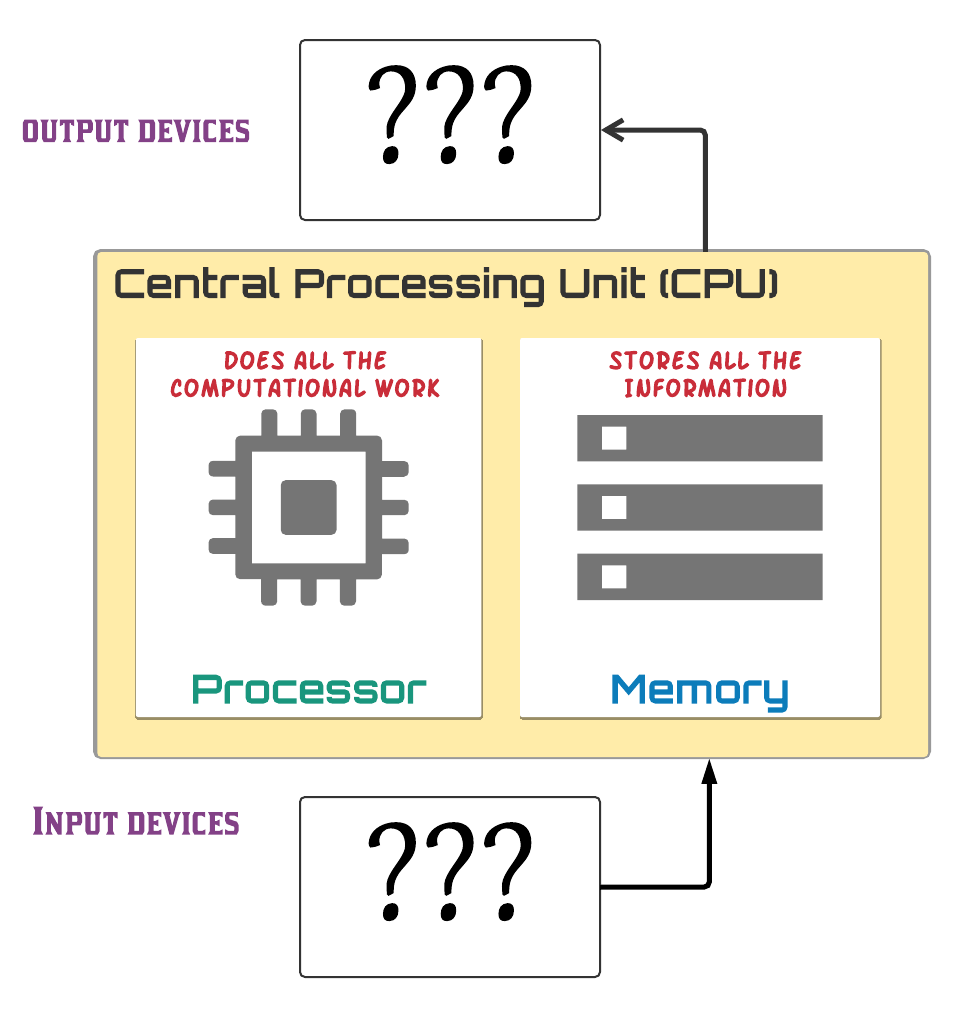 ???
OUTPUT DEVICES
Central Processing Unit (CPU)
DOES ALL THE
COMPUTATIONAL WORK
Processor
STORES ALL THE
INFORMATION
Memory
INPUT DEVICES
???